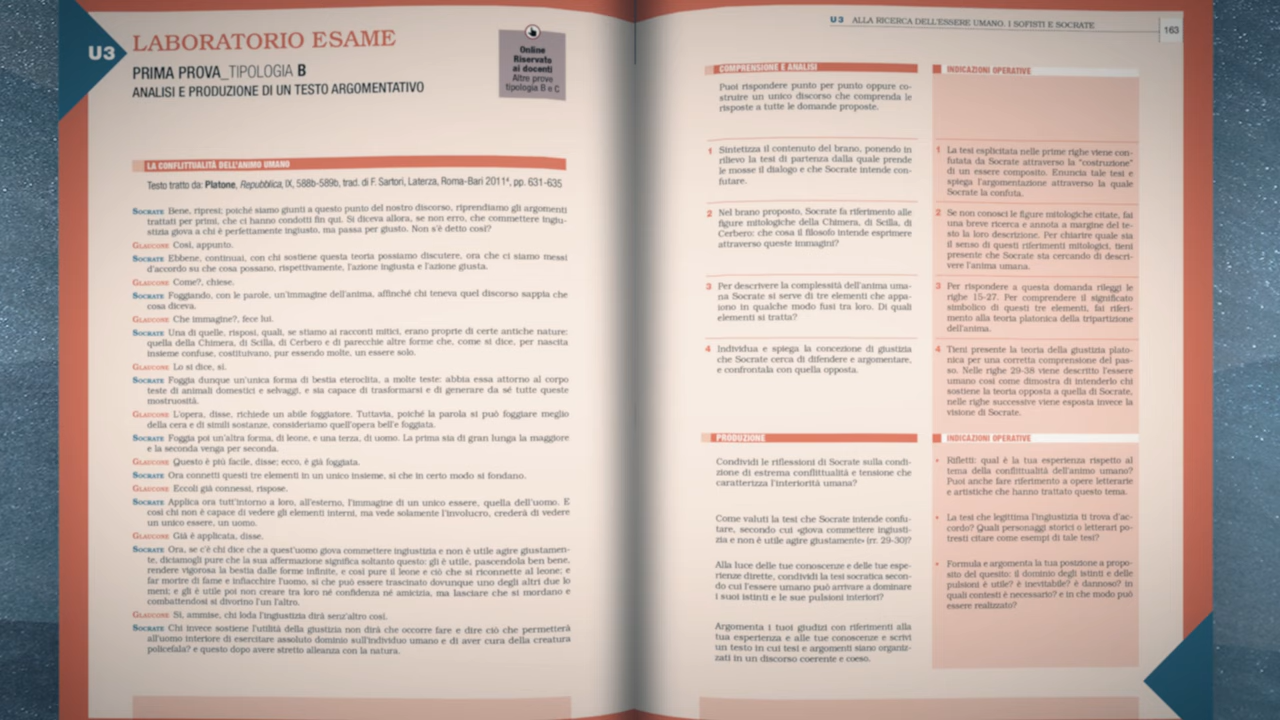 U3
LABORATORIO ESAME
PRIMA PROVA_TIPOLOGIA B
ANALISI E PRODUZIONE DI UN TESTO ARGOMENTATIVO
Online
Riservato
ai docenti
Altre prove
tipologia B e C
LA CONFLITTUALITÀ DELL'ANIMO UMANO
Testo tratto da: Platone, Repubblica, IX, 588b-589b, trad. di F. Sartori, Laterza, Roma-Bari 2011⁴, pp. 631-635
SOCRATE Bene, ripresi; poiché siamo giunti a questo punto del nostro discorso, riprendiamo gli argomenti
trattati per primi, che ci hanno condotti fin qui. Si diceva allora, se non erro, che commettere ingiu-
stizia giova a chi è perfettamente ingiusto, ma passa per giusto. Non s'è detto così?
GLAUCONE Così, appunto.
SOCRATE Ebbene, continuai, con chi sostiene questa teoria possiamo discutere, ora che ci siamo messi
d'accordo su che cosa possano, rispettivamente, l'azione ingiusta e l'azione giusta.
GLAUCONE Come?, chiese.
SOCRATE Foggiando, con le parole, un'immagine dell'anima, affinché chi teneva quel discorso sappia che
cosa diceva.
GLAUCONE Che immagine?, fece lui.
SOCRATE Una di quelle, risposi, quali, se stiamo ai racconti mitici, erano proprie di certe antiche nature:
quella della Chimera, di Scilla, di Cerbero e di parecchie altre forme che, come si dice, per nascita
insieme confuse, costituivano, pur essendo molte, un essere solo.
GLAUCONE Lo si dice, sì.
SOCRATE Foggia dunque un'unica forma di bestia eteroclita, a molte teste: abbia essa attorno al corpo
teste di animali domestici e selvaggi, e sia capace di trasformarsi e di generare da sé tutte queste
mostruosità.
GLAUCONE L'opera, disse, richiede un abile foggiatore. Tuttavia, poiché la parola si può foggiare meglio
della cera e di simili sostanze, consideriamo quell'opera bell'e foggiata.
SOCRATE Foggia poi un'altra forma, di leone, e una terza, di uomo. La prima sia di gran lunga la maggiore
e la seconda venga per seconda.
GLAUCONE Questo è più facile, disse; ecco, è già foggiata.
SOCRATE Ora connetti questi tre elementi in un unico insieme, sì che in certo modo si fondano.
GLAUCONE Eccoli già connessi, rispose.
SOCRATE Applica ora tutt'intorno a loro, all'esterno, l'immagine di un unico essere, quella dell'uomo. E
così chi non è capace di vedere gli elementi interni, ma vede solamente l'involucro, crederà di vedere
un unico essere, un uomo.
GLAUCONE Già è applicata, disse.
SOCRATE Ora, se c'è chi dice che a quest'uomo giova commettere ingiustizia e non è utile agire giustamen-
te, diciamogli pure che la sua affermazione significa soltanto questo: gli è utile, pascendola ben bene,
rendere vigorosa la bestia dalle forme infinite, e così pure il leone e ciò che si riconnette al leone; e
far morire di fame e infiacchire l'uomo, sì che può essere trascinato dovunque uno degli altri due lo
meni; e gli è utile poi non creare tra loro né confidenza né amicizia, ma lasciare che si mordano e
combattendosi si divorino l'un l'altro.
GLAUCONE Sì, ammise, chi loda l'ingiustizia dirà senz'altro così.
SOCRATE Chi invece sostiene l'utilità della giustizia non dirà che occorre fare e dire ciò che permetterà
all'uomo interiore di esercitare assoluto dominio sull'individuo umano e di aver cura della creatura
policefala? e questo dopo avere stretto alleanza con la natura.
U3 ALLA RICERCA DELL'ESSERE UMANO. I SOFISTI E SOCRATE
163
COMPRENSIONE E ANALISI
Puoi rispondere punto per punto oppure co-
struire un unico discorso che comprenda le
risposte a tutte le domande proposte.
1 Sintetizza il contenuto del brano, ponendo in
rilievo la tesi di partenza dalla quale prende
le mosse il dialogo e che Socrate intende con-
futare.
2 Nel brano proposto, Socrate fa riferimento alle
figure mitologiche della Chimera, di Scilla, di
Cerbero: che cosa il filosofo intende esprimere
attraverso queste immagini?
3 Per descrivere la complessità dell'anima uma-
na Socrate si serve di tre elementi che appa-
iono in qualche modo fusi tra loro. Di quali
elementi si tratta?
4 Individua e spiega la concezione di giustizia
che Socrate cerca di difendere e argomentare,
e confrontala con quella opposta.
INDICAZIONI OPERATIVE
1 La tesi esplicitata nelle prime righe viene con-
futata da Socrate attraverso la "costruzione"
di un essere composito. Enuncia tale tesi e
spiega l'argomentazione attraverso la quale
Socrate la confuta.
2 Se non conosci le figure mitologiche citate, fai
una breve ricerca e annota a margine del te-
sto la loro descrizione. Per chiarire quale sia
il senso di questi riferimenti mitologici, tieni
presente che Socrate sta cercando di descri-
vere l'anima umana.
3 Per rispondere a questa domanda rileggi le
righe 15-27. Per comprendere il significato
simbolico di questi tre elementi, fai riferi-
mento alla teoria platonica della tripartizione
dell'anima.
4 Tieni presente la teoria della giustizia plato-
nica per una corretta comprensione del pas-
so. Nelle righe 29-38 viene descritto l'essere
umano così come dimostra di intenderlo chi
sostiene la teoria opposta a quella di Socrate,
nelle righe successive viene esposta invece la
visione di Socrate.
PRODUZIONE
Condividi le riflessioni di Socrate sulla condi-
zione di estrema conflittualità e tensione che
caratterizza l'interiorità umana?
Come valuti la tesi che Socrate intende confu-
tare, secondo cui «giova commettere ingiusti-
zia e non è utile agire giustamente» (rr. 29-30)?
Alla luce delle tue conoscenze e delle tue espe-
rienze dirette, condividi la tesi socratica secon-
do cui l'essere umano può arrivare a dominare
i suoi istinti e le sue pulsioni interiori?
Argomenta i tuoi giudizi con riferimenti alla
tua esperienza e alle tue conoscenze e scrivi
un testo in cui tesi e argomenti siano organiz-
zati in un discorso coerente e coeso.
INDICAZIONI OPERATIVE
• Rifletti: qual è la tua esperienza rispetto al
tema della conflittualità dell'animo umano?
Puoi anche fare riferimento a opere letterarie
e artistiche che hanno trattato questo tema.
• La tesi che legittima l'ingiustizia ti trova d'ac-
cordo? Quali personaggi storici o letterari po-
tresti citare come esempi di tale tesi?
• Formula e argomenta la tua posizione a propo-
sito del quesito: il dominio degli istinti e delle
pulsioni è utile? è inevitabile? è dannoso? in
quali contesti è necessario? e in che modo può
essere realizzato?